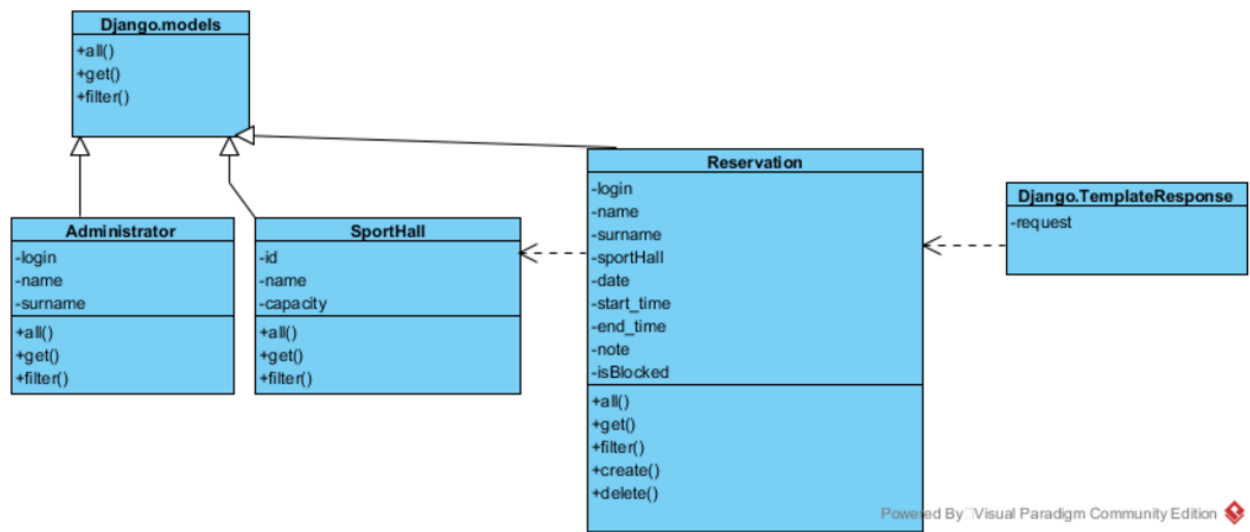 Django.models
+all()
+get()
+filter()
Administrator
-login
-name
-surname
+all()
+get()
+filter()
SportHall
-id
-name
-capacity
+all()
+get()
+filter()
Reservation
-login
-name
-surname
-sportHall
-date
-start_time
-end_time
-note
-isBlocked
+all()
+get()
+filter()
+create()
+delete()
Django.TemplateResponse
-request
Powered By Visual Paradigm Community Edition